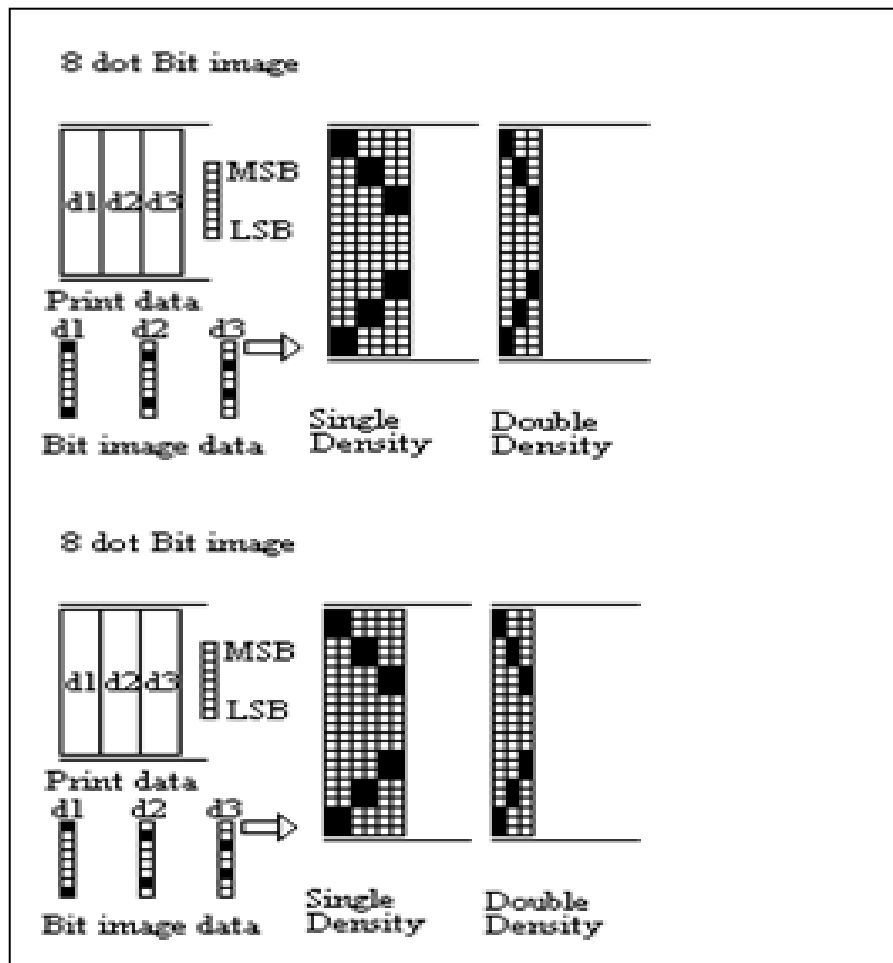 8 dot Bit image
MSB
d1 d2 d3
LSB
Print data
d1 d2 d3
Bit image data
Single
Density
Double
Density
8 dot Bit image
MSB
d1 d2 d3
LSB
Print data
d1 d2 d3
Bit image data
Single
Density
Double
Density